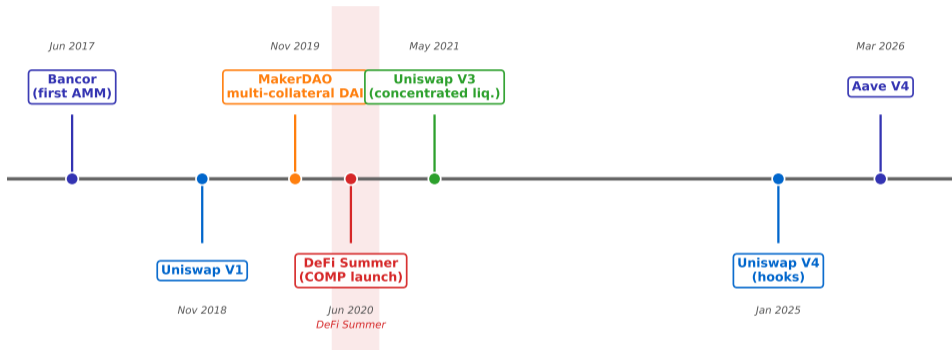 Jun 2017
Bancor
(first AMM)
Nov 2019
MakerDAO
multi-collateral DAI
May 2021
Uniswap V3
(concentrated liq.)
Mar 2026
Aave V4
Uniswap V1
Nov 2018
DeFi Summer
(COMP launch)
Jun 2020
DeFi Summer
Uniswap V4
(hooks)
Jan 2025